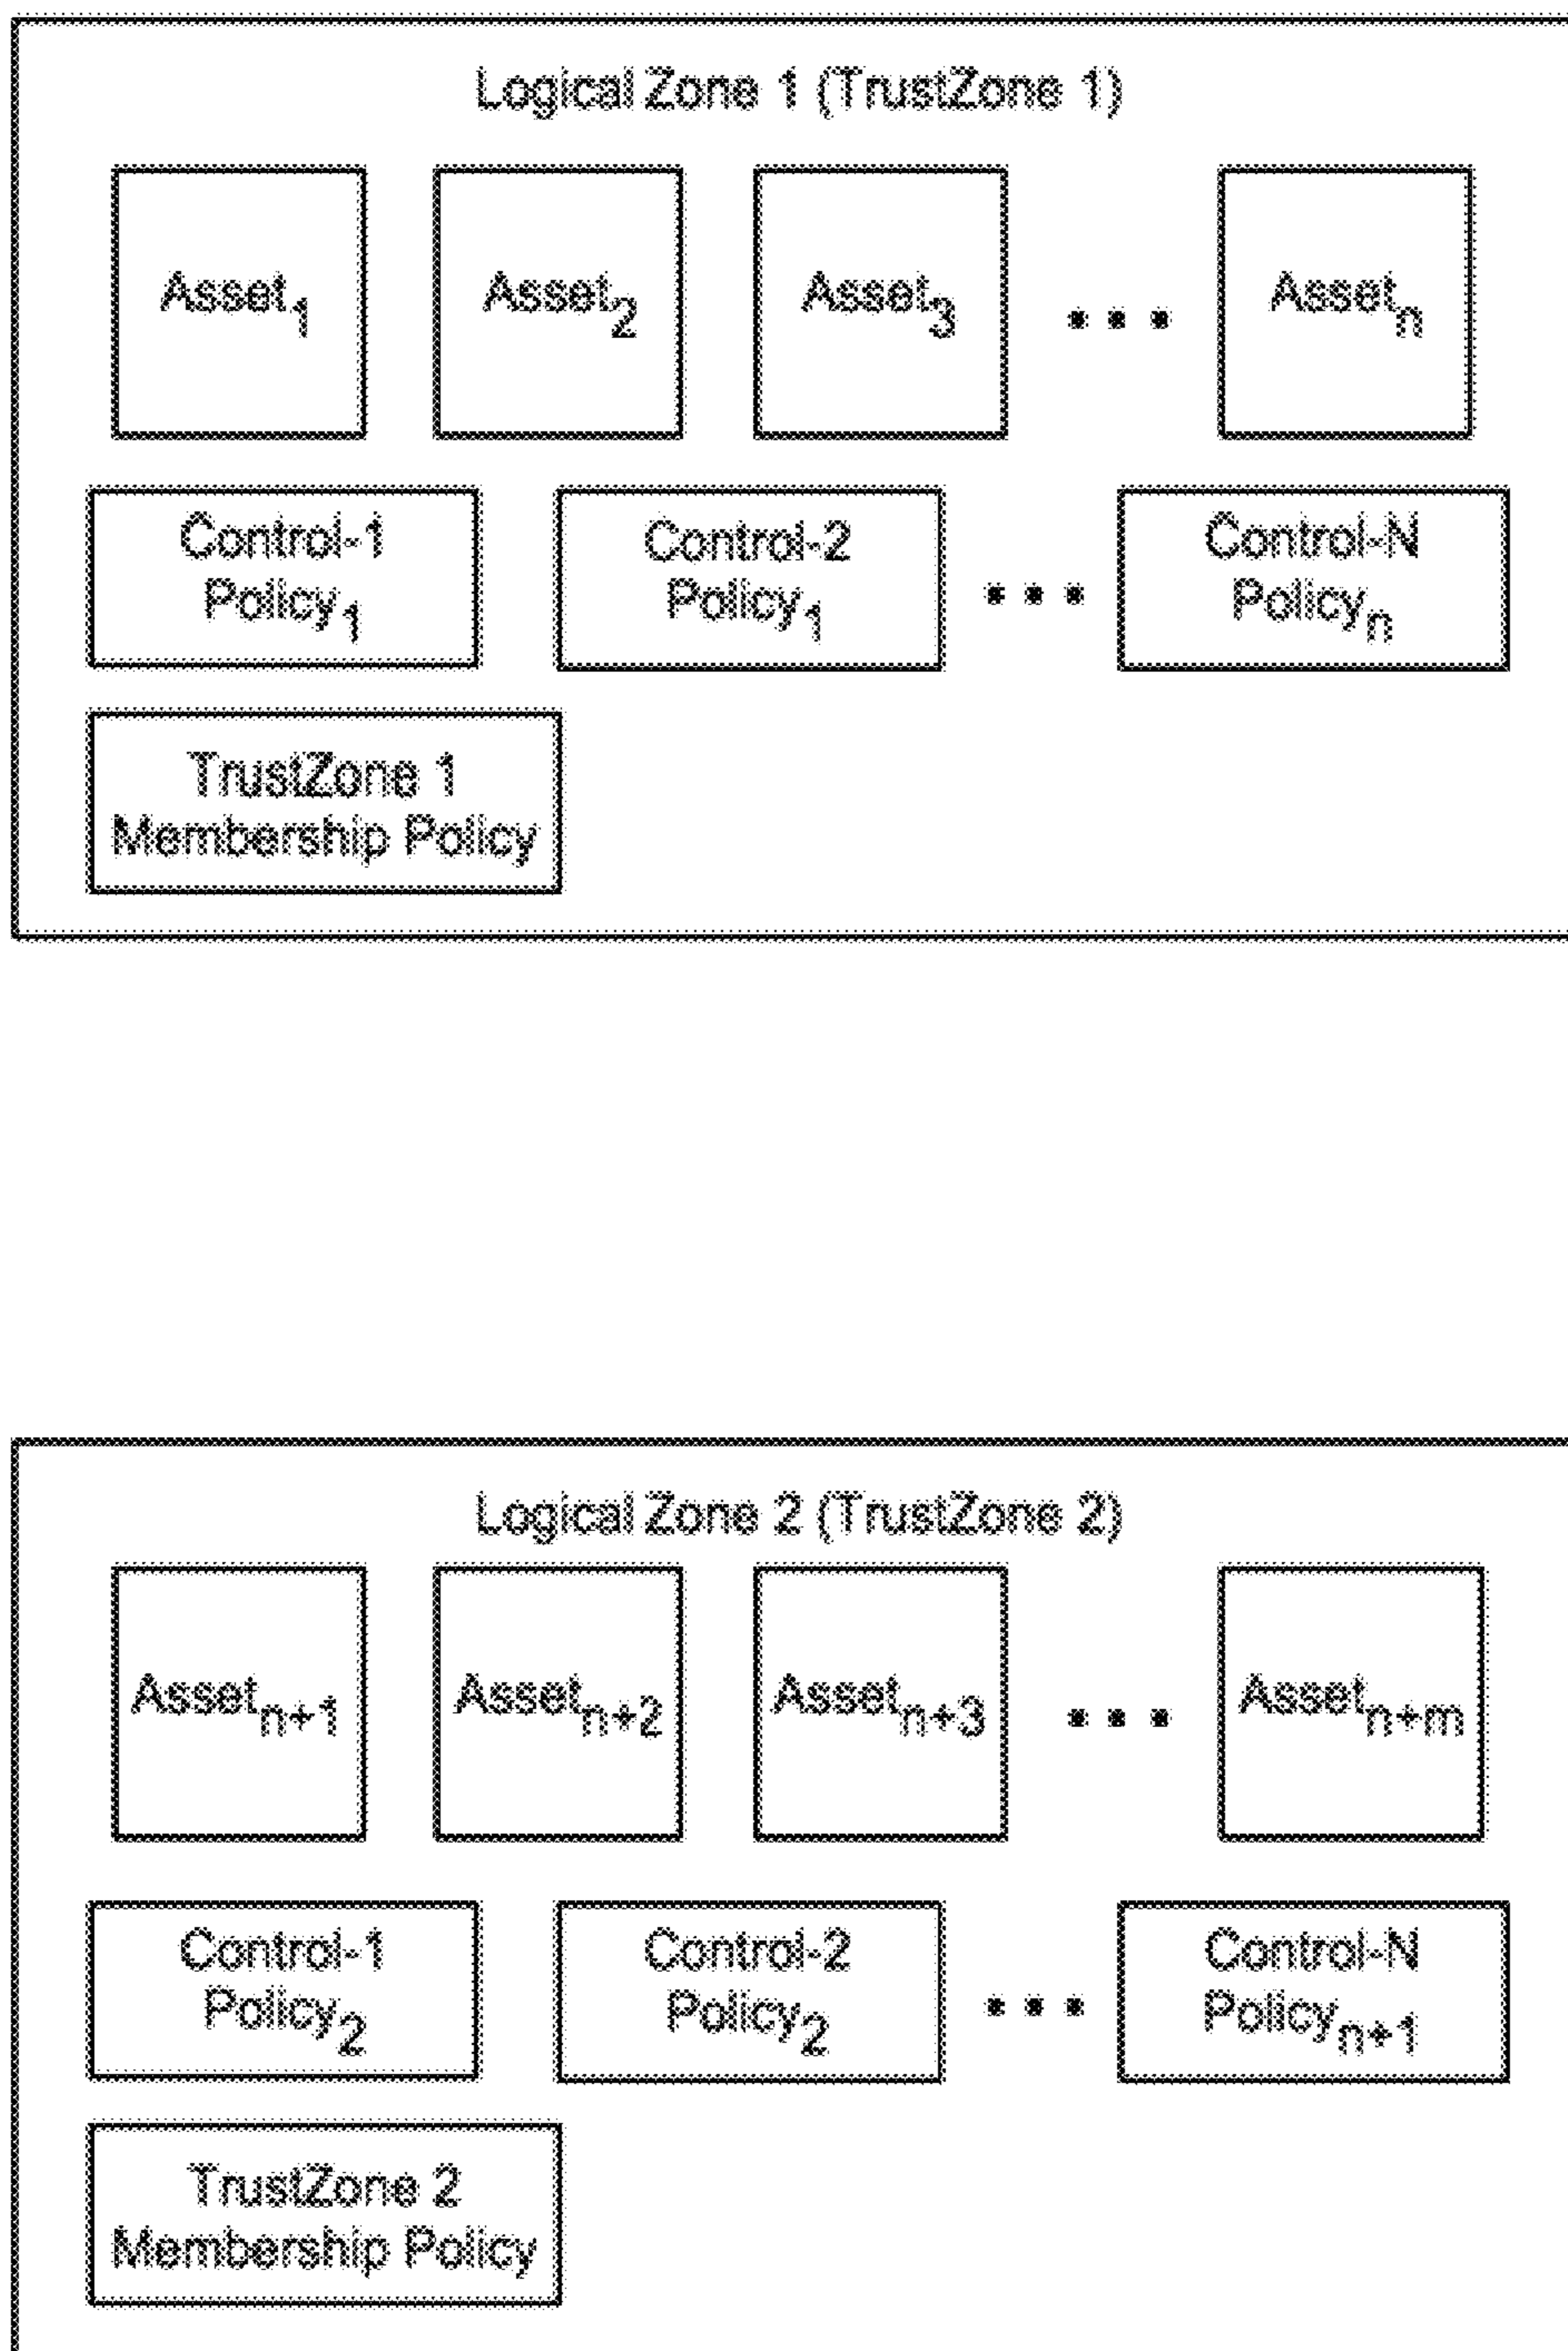 Logical Zone 1 (TrustZone 1)
Asset1 Asset2 Asset3 ... Assetn
Control-1 Control-2 Control-N
Policy1 Policy1 ... Policyn
TrustZone 1
Membership Policy
Logical Zone 2 (TrustZone 2)
Assetn+1 Assetn+2 Assetn+3 ... Assetn+m
Control-1 Control-2 Control-N
Policy2 Policy2 ... Policyn+1
TrustZone 2
Membership Policy